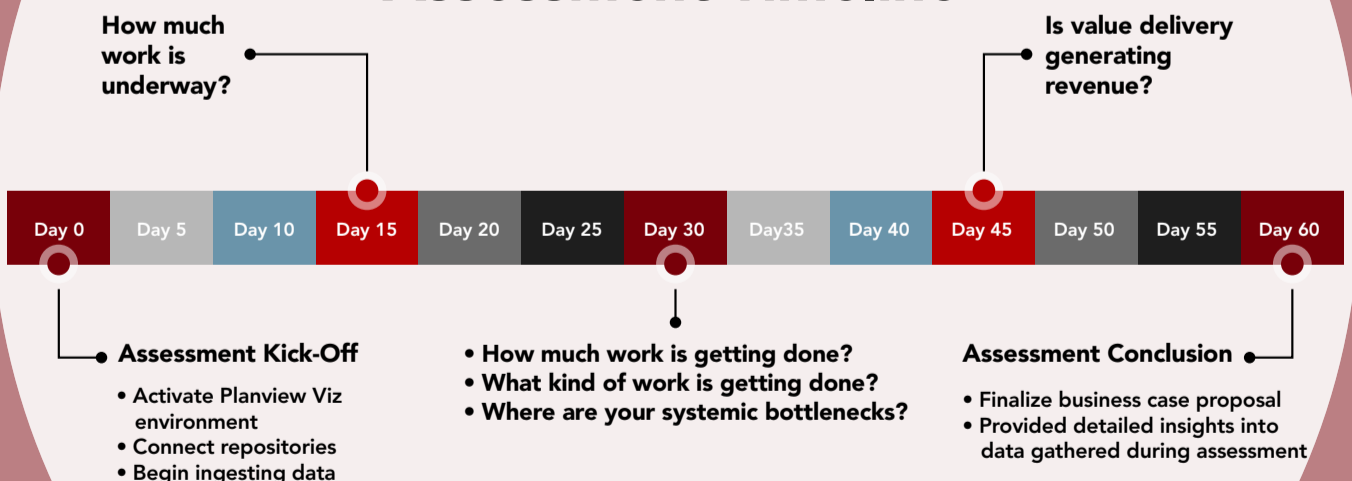 How much
work is
underway?
Is value delivery
generating
revenue?
Day 0 Day 5 Day 10 Day 15 Day 20 Day 25 Day 30 Day35 Day 40 Day 45 Day 50 Day 55 Day 60
Assessment Kick-Off
• Activate Planview Viz
environment
• Connect repositories
• Begin ingesting data
• How much work is getting done?
• What kind of work is getting done?
• Where are your systemic bottlenecks?
Assessment Conclusion
• Finalize business case proposal
• Provided detailed insights into
data gathered during assessment